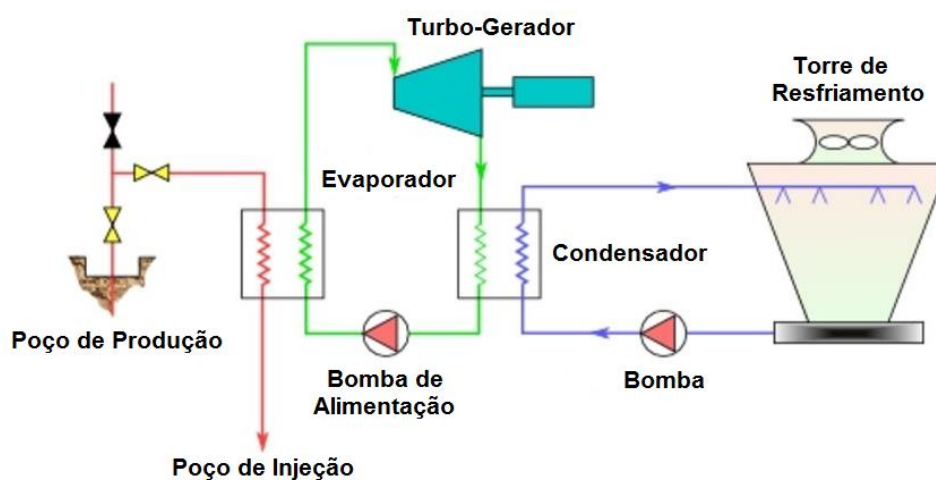 Turbo-Gerador
Torre de
Resfriamento
Evaporador
Condensador
Poço de Produção
Bomba de
Alimentação
Bomba
Poço de Injeção